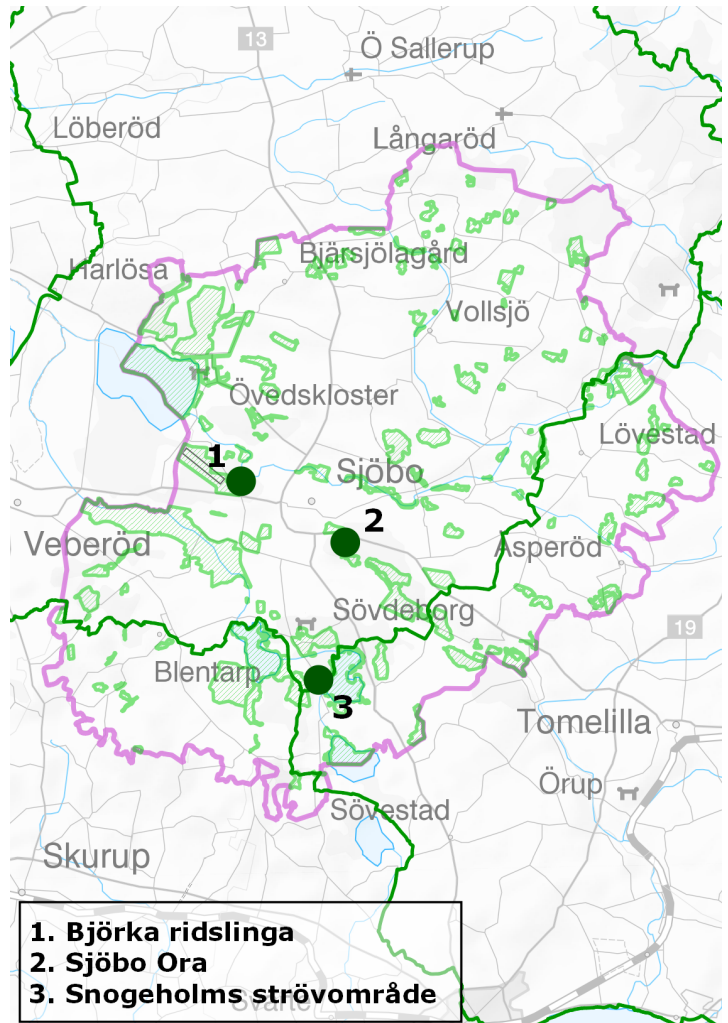 13
Ö Sallerup
Löberöd
Långaröd
Harlösa
Bjärsjölagård
Vollsjö
Övedskloster
Lövestad
1
Sjöbo
2
Veberöd
Äsperöd
Sövdeborg
19
Blentarp
3
Tomelilla
Örup
Sövestad
Skurup
1. Björka ridslinga
2. Sjöbo Ora
3. Snogeholms strövområde
Svarte